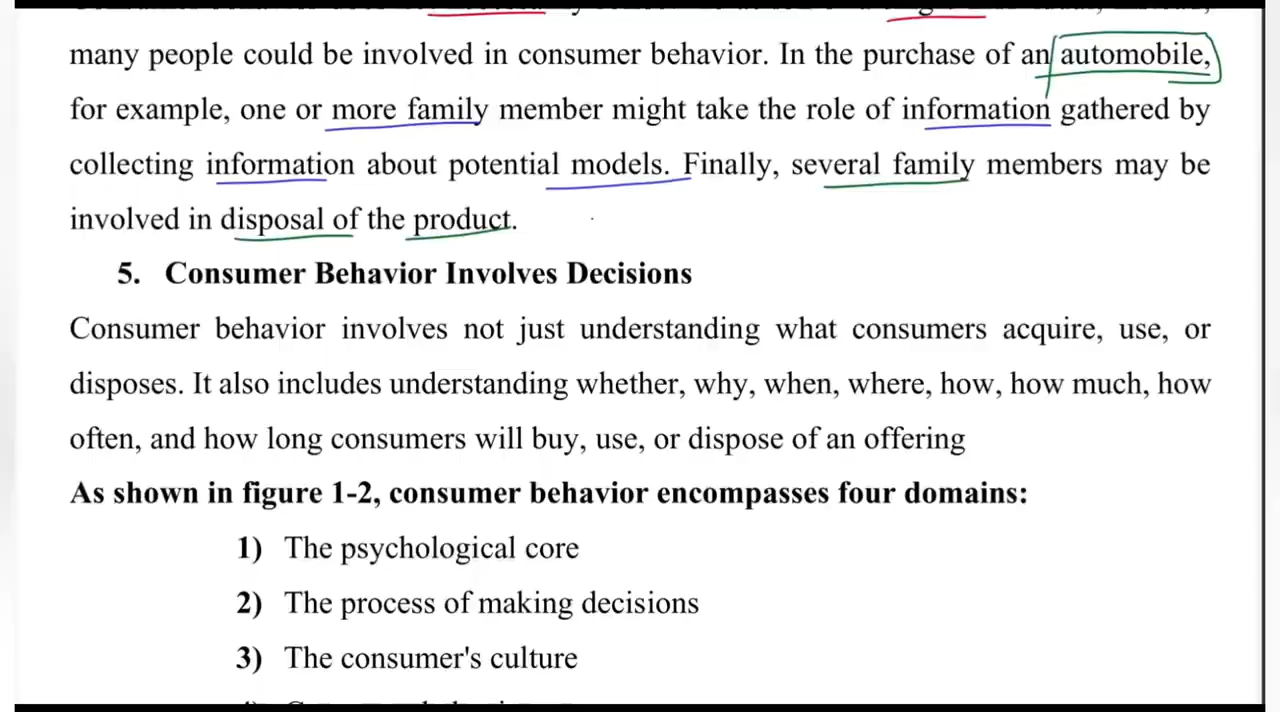 many people could be involved in consumer behavior. In the purchase of an automobile,
for example, one or more family member might take the role of information gathered by
collecting information about potential models. Finally, several family members may be
involved in disposal of the product.
5. Consumer Behavior Involves Decisions
Consumer behavior involves not just understanding what consumers acquire, use, or
disposes. It also includes understanding whether, why, when, where, how, how much, how
often, and how long consumers will buy, use, or dispose of an offering
As shown in figure 1-2, consumer behavior encompasses four domains:
1) The psychological core
2) The process of making decisions
3) The consumer's culture